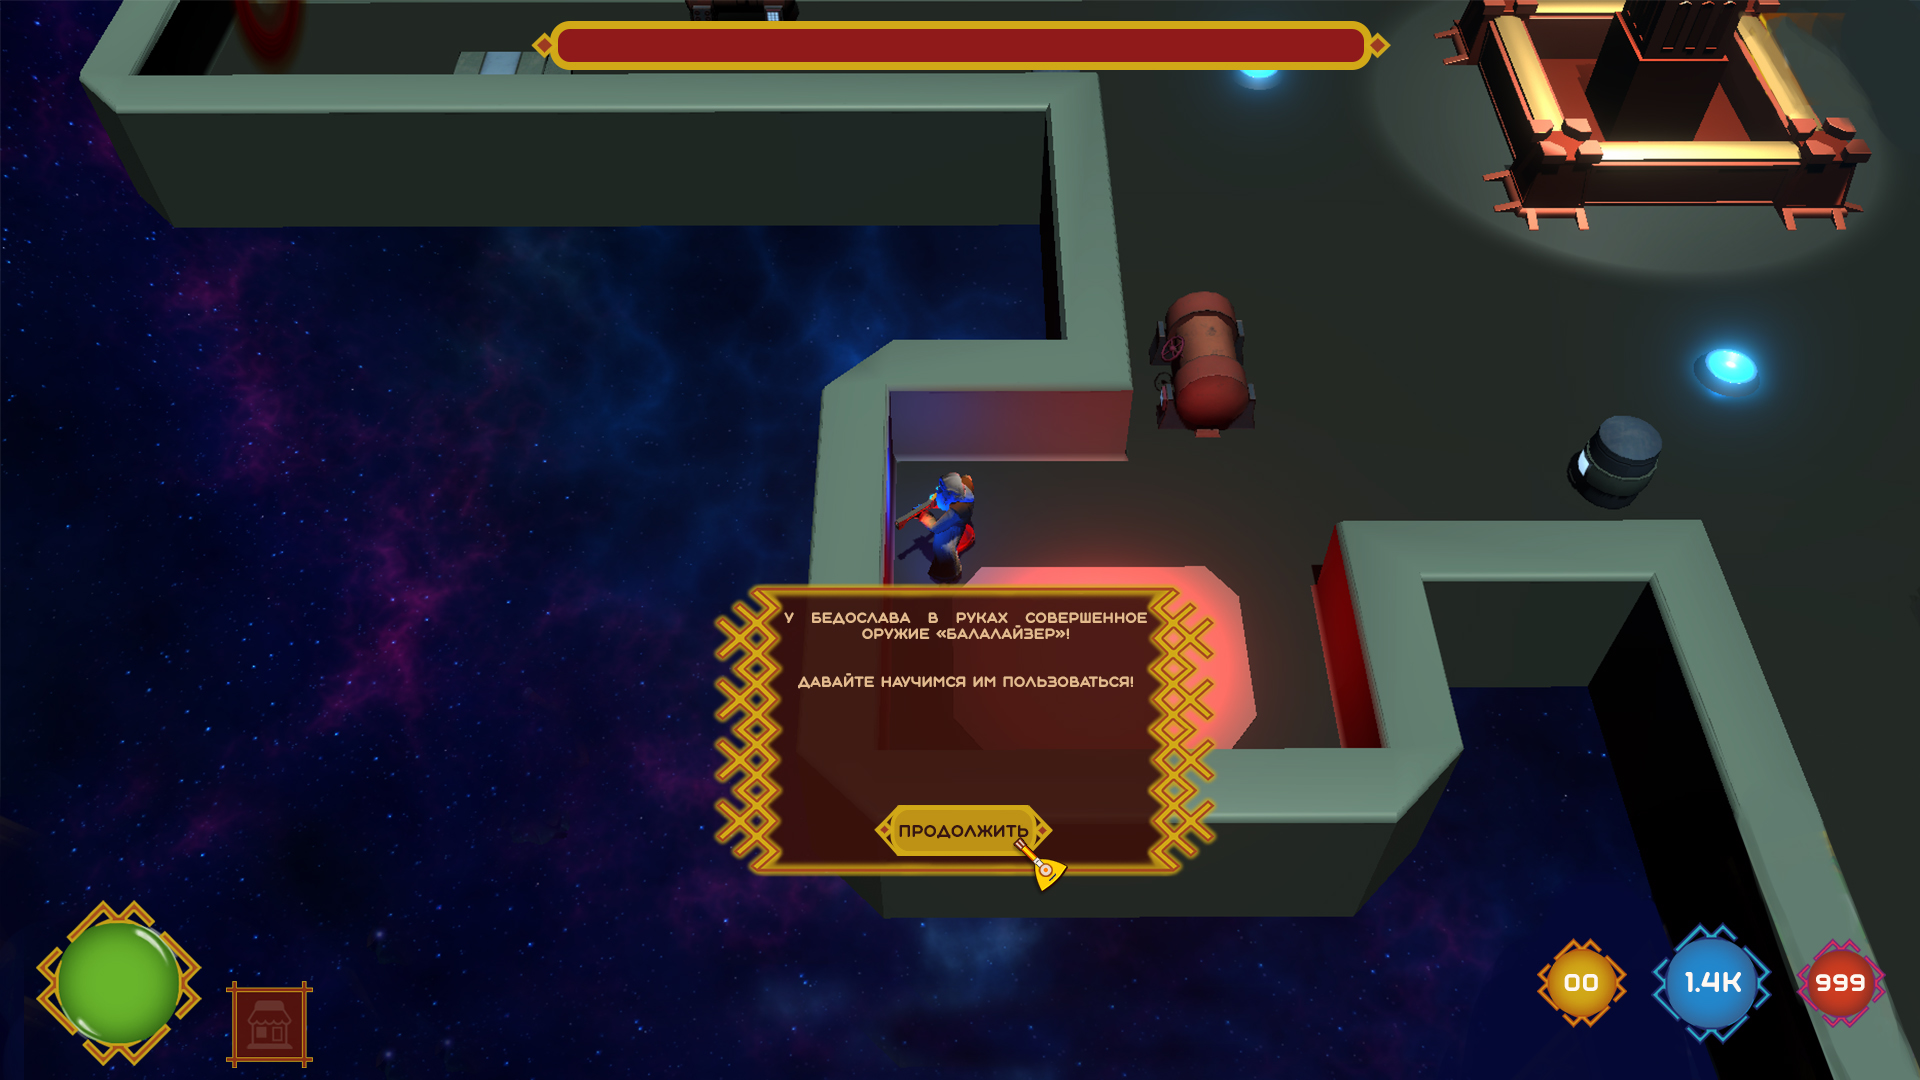 У БЕДОСЛАВА В РУКАХ СОВЕРШЕННОЕ
ОРУЖИЕ «БАЛАЛАЙЗЕР»!
ДАВАЙТЕ НАУЧИМСЯ ИМ ПОЛЬЗОВАТЬСЯ!
ПРОДОЛЖИТЬ
00
1.4K
999